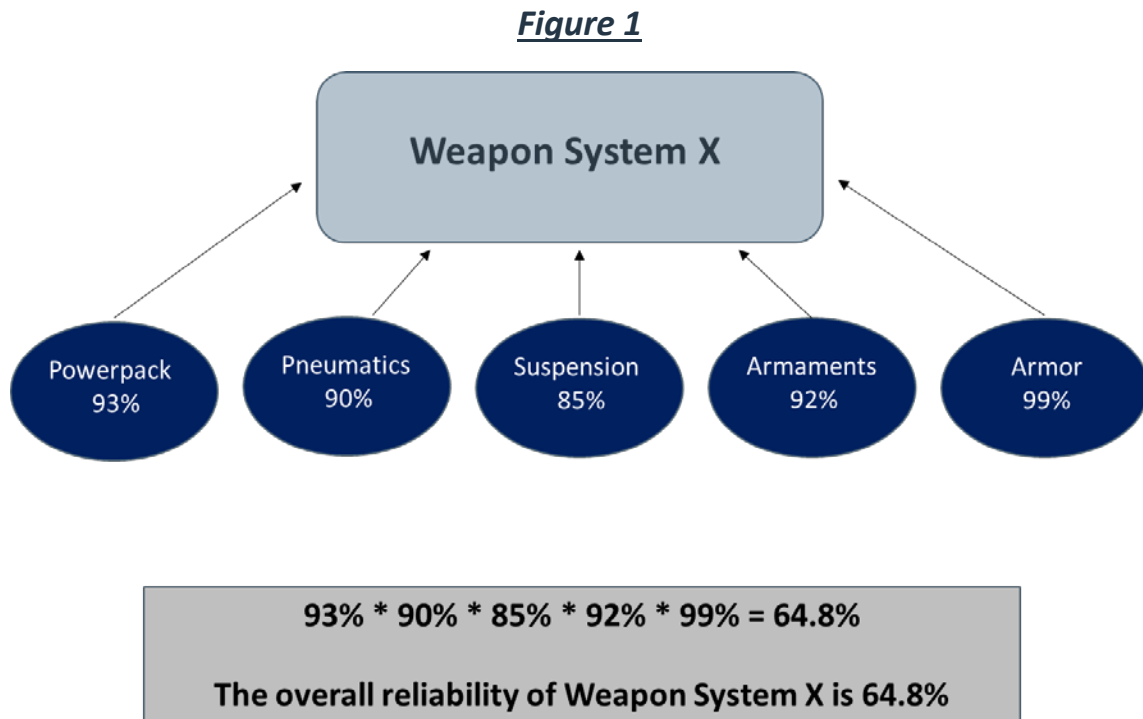 Figure 1
Weapon System X
Powerpack
93%
Pneumatics
90%
Suspension
85%
Armaments
92%
Armor
99%
93% * 90% * 85% * 92% * 99% = 64.8%
The overall reliability of Weapon System X is 64.8%